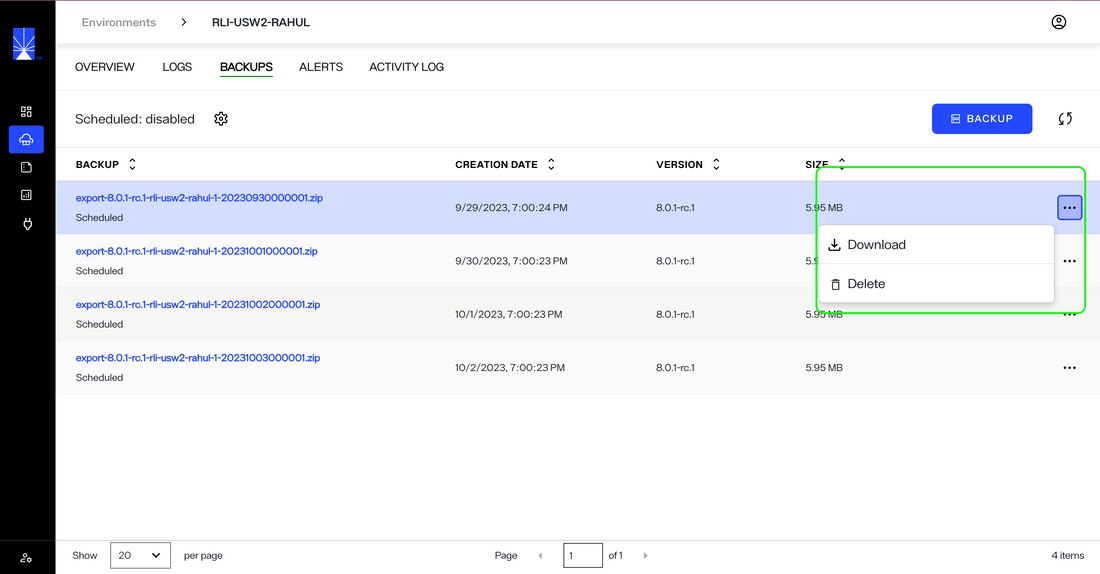 Environments > RLI-USW2-RAHUL
OVERVIEW LOGS BACKUPS ALERTS ACTIVITY LOG
Scheduled: disabled BACKUP
BACKUP CREATION DATE VERSION SIZE
export-8.0.1-rc.1-rli-usw2-rahul-1-20230930000001.zip
Scheduled
9/29/2023, 7:00:24 PM 8.0.1-rc.1 5.95 MB
Download
Delete
export-8.0.1-rc.1-rli-usw2-rahul-1-20231001000001.zip
Scheduled
9/30/2023, 7:00:23 PM 8.0.1-rc.1 5.9
export-8.0.1-rc.1-rli-usw2-rahul-1-20231002000001.zip
Scheduled
10/1/2023, 7:00:23 PM 8.0.1-rc.1 5.95 MB
export-8.0.1-rc.1-rli-usw2-rahul-1-20231003000001.zip
Scheduled
10/2/2023, 7:00:23 PM 8.0.1-rc.1 5.95 MB
Show 20 per page Page 1 of 1 4 items